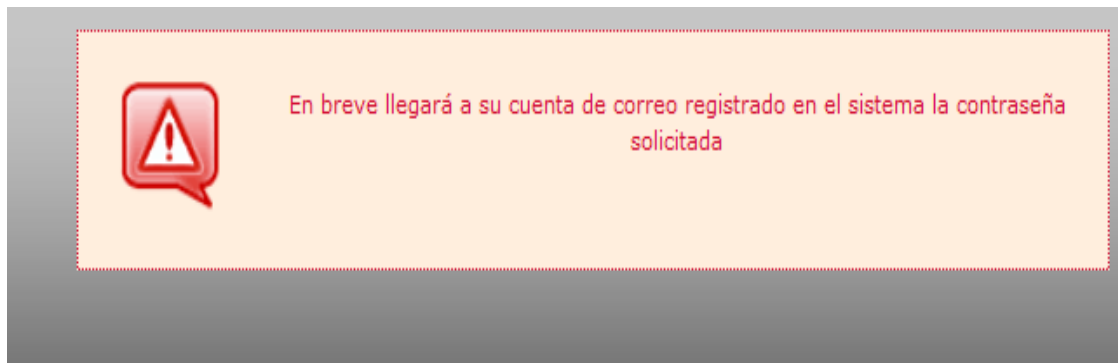 En breve llegará a su cuenta de correo registrado en el sistema la contraseña
solicitada